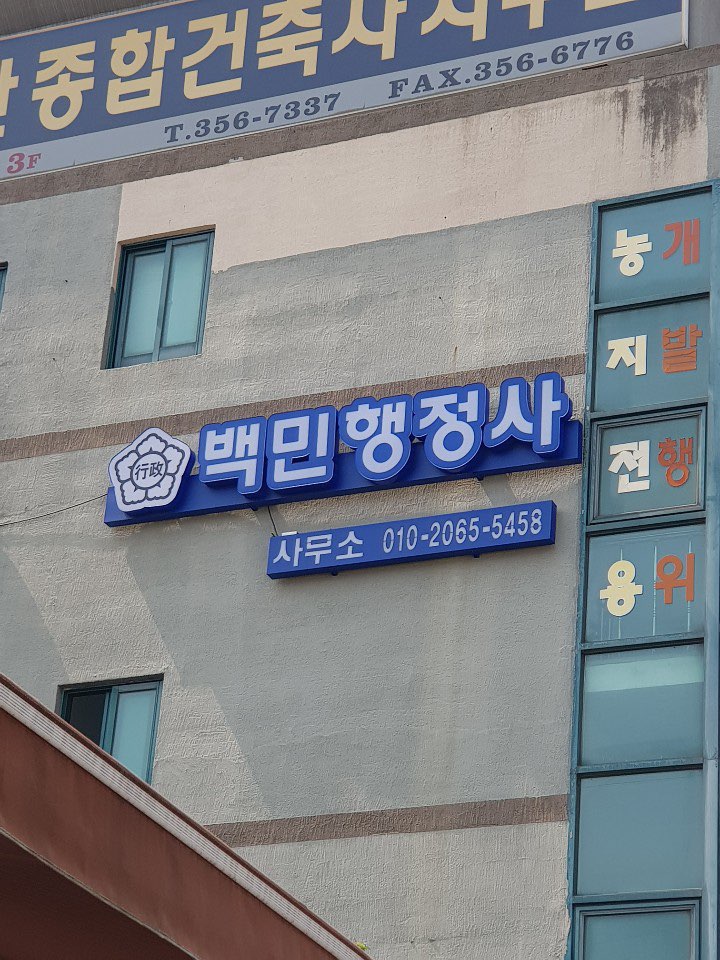 종합건축사사무소
T.356-7337 FAX.356-6776
3F
行政
백민행정사
사무소 010-2065-5458
농지전용
개발행위